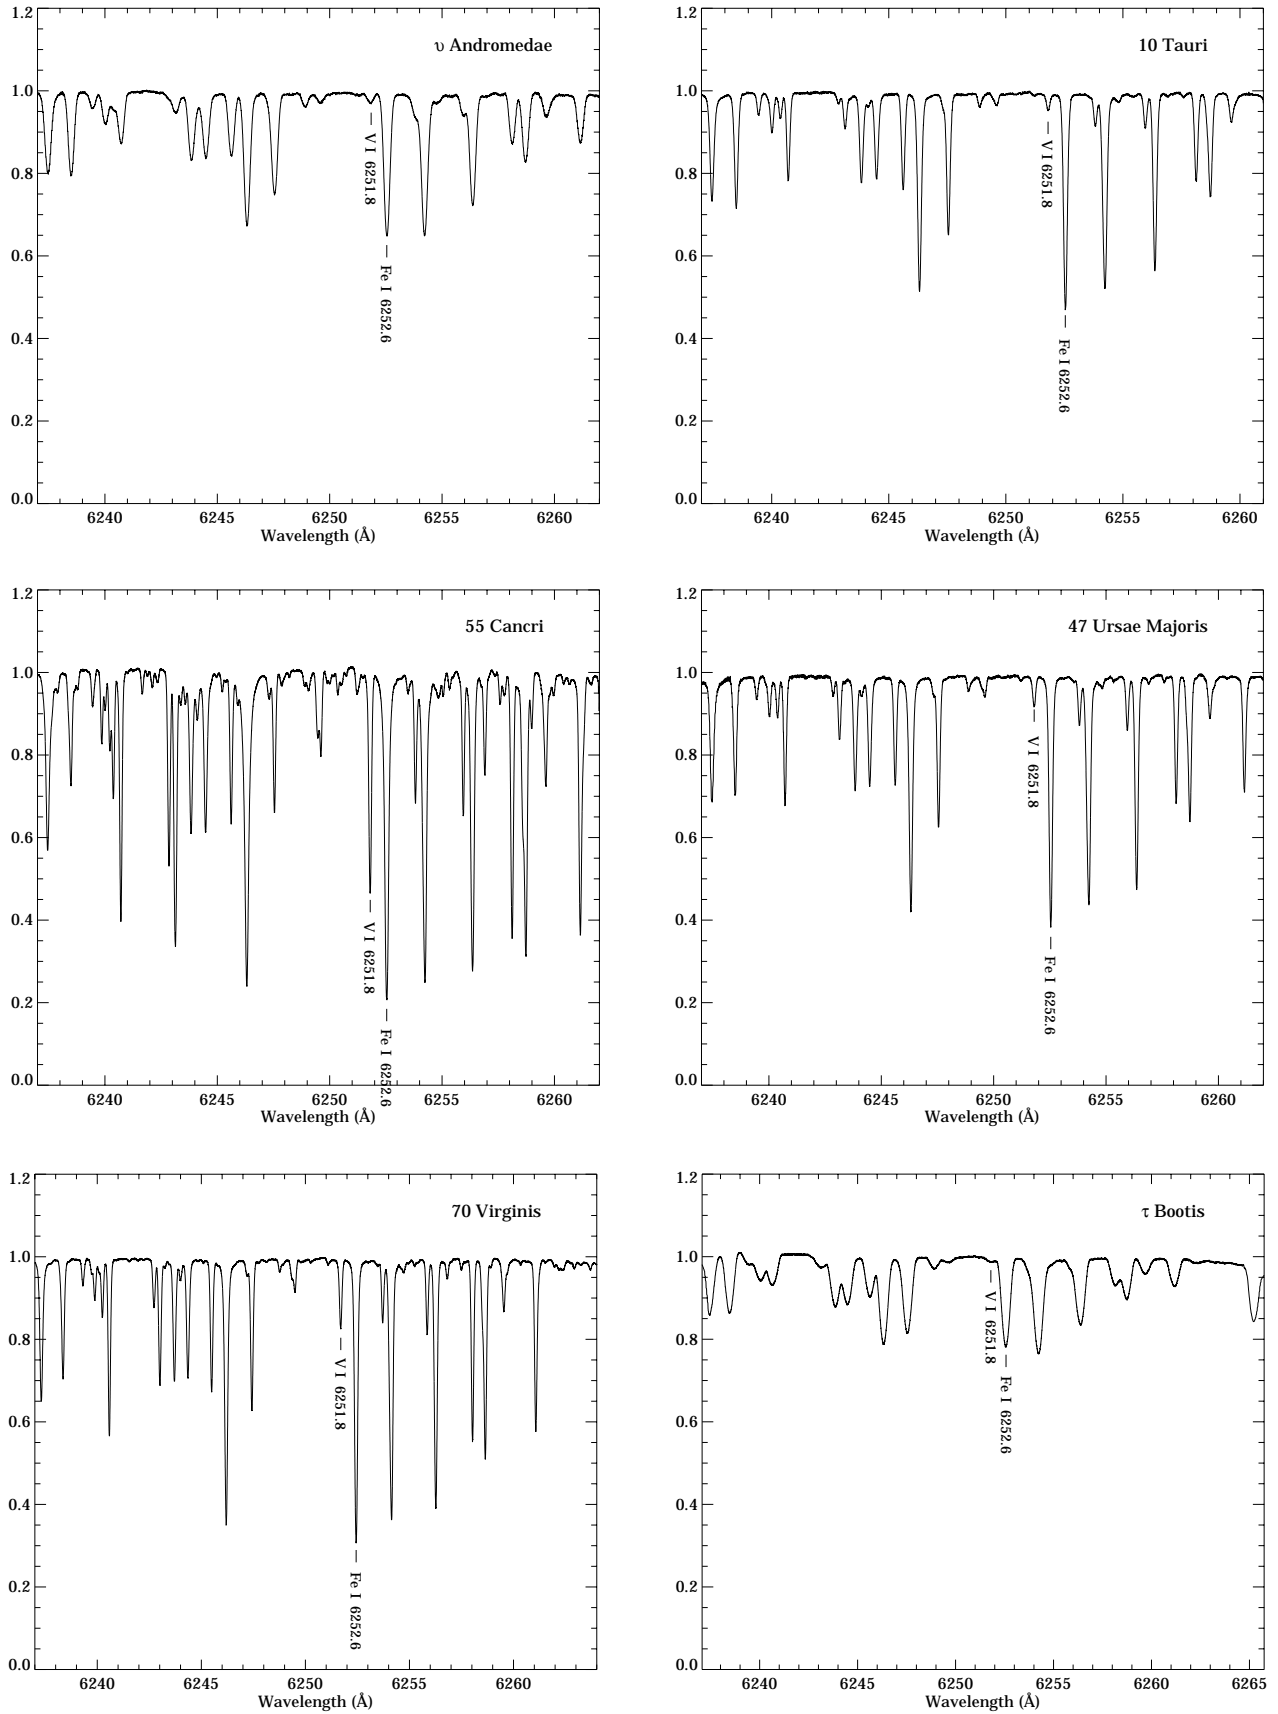 υ Andromedae
1.2
1.0
0.8
0.6
0.4
0.2
0.0
V I 6251.8
Fe I 6252.6
6240 6245 6250 6255 6260
Wavelength (Å)
10 Tauri
1.2
1.0
0.8
0.6
0.4
0.2
0.0
V I 6251.8
Fe I 6252.6
6240 6245 6250 6255 6260
Wavelength (Å)
55 Cancri
1.2
1.0
0.8
0.6
0.4
0.2
0.0
V I 6251.8
Fe I 6252.6
6240 6245 6250 6255 6260
Wavelength (Å)
47 Ursae Majoris
1.2
1.0
0.8
0.6
0.4
0.2
0.0
V I 6251.8
Fe I 6252.6
6240 6245 6250 6255 6260
Wavelength (Å)
70 Virginis
1.2
1.0
0.8
0.6
0.4
0.2
0.0
V I 6251.8
Fe I 6252.6
6240 6245 6250 6255 6260
Wavelength (Å)
τ Bootis
1.2
1.0
0.8
0.6
0.4
0.2
0.0
V I 6251.8
Fe I 6252.6
6240 6245 6250 6255 6260 6265
Wavelength (Å)